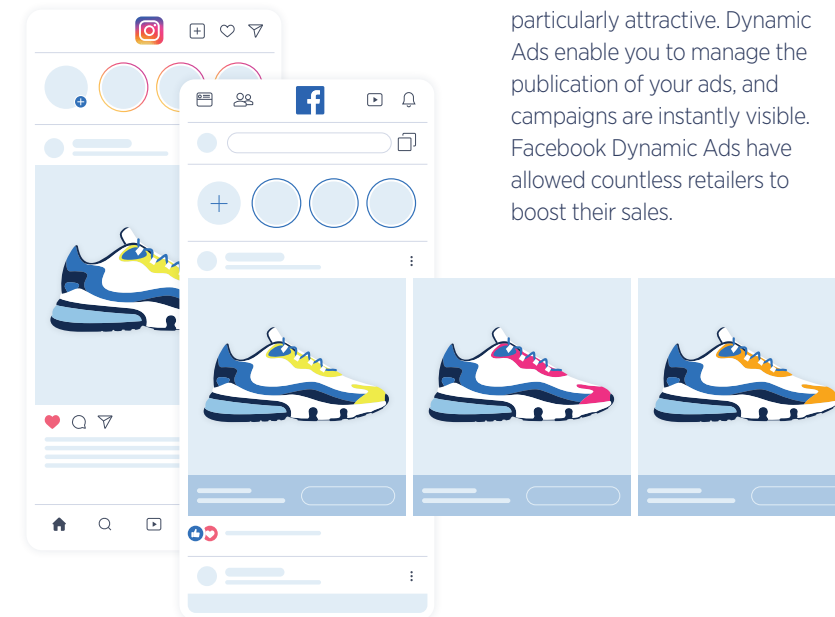 particularly attractive. Dynamic
Ads enable you to manage the
publication of your ads, and
campaigns are instantly visible.
Facebook Dynamic Ads have
allowed countless retailers to
boost their sales.